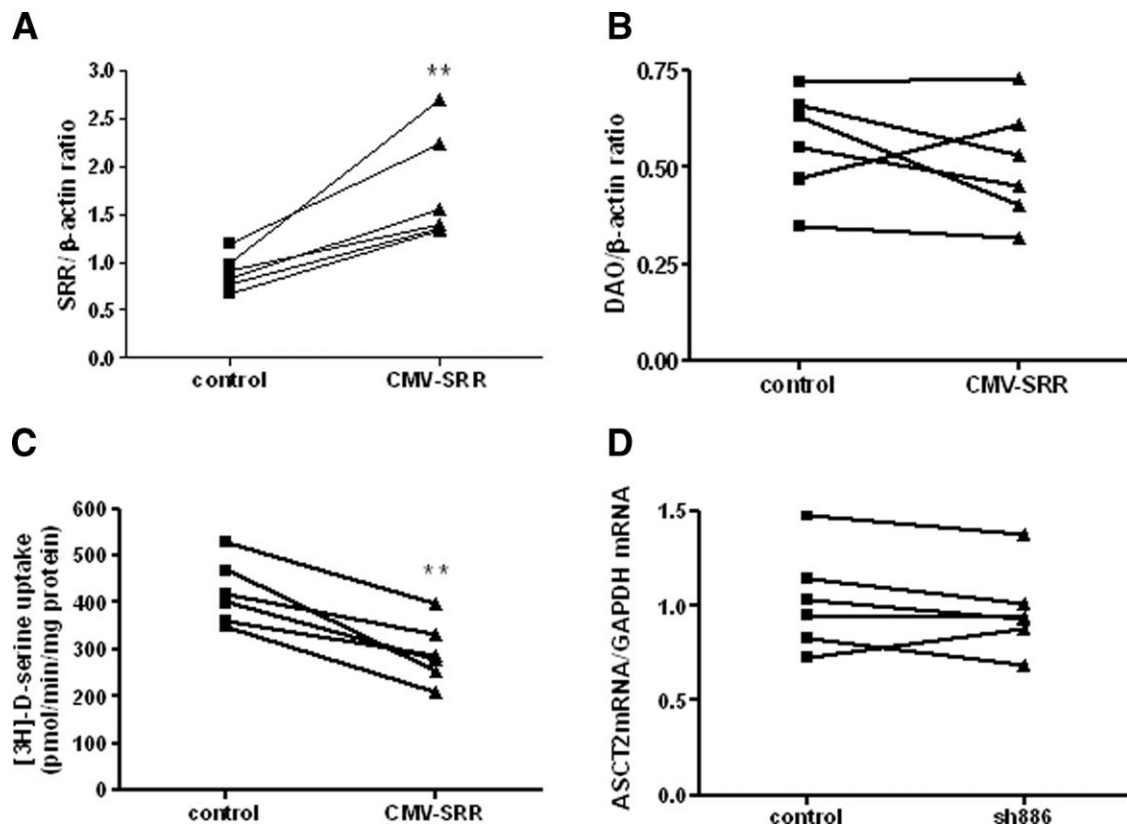 A
SRR/ β-actin ratio
3.0
2.5
2.0
1.5
1.0
0.5
0.0
**
control
CMV-SRR
B
DAO/β-actin ratio
0.75
0.50
0.25
0.00
control
CMV-SRR
C
[3H]-D-serine uptake
(pmol/min/mg protein)
600
500
400
300
200
100
0
**
control
CMV-SRR
D
ASCT2mRNA/GAPDH mRNA
1.5
1.0
0.5
0.0
control
sh886